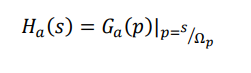 H_a(s) = G_a(p)|_{p=s/Ω_p}